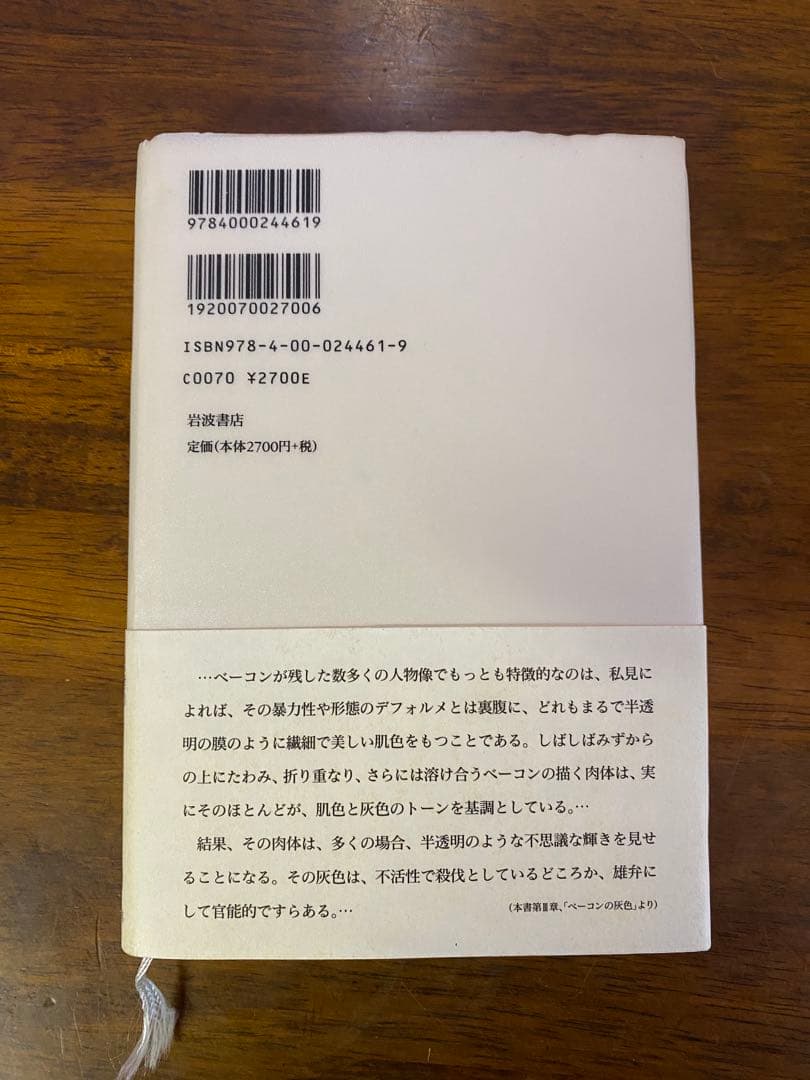 9784000244619
1920070027006
ISBN978-4-00-024461-9
C0070 ¥2700E
岩波書店
定価(本体2700円+税)
…ベーコンが残した数多くの人物像でもっとも特徴的なのは、私見に
よれば、その暴力性や形態のデフォルメとは裏腹に、どれもまるで半透
明の膜のように繊細で美しい肌色をもつことである。しばしばみずから
の上にたわみ、折り重なり、さらには溶け合うベーコンの描く肉体は、実
にそのほとんどが、肌色と灰色のトーンを基調としている。…
結果、その肉体は、多くの場合、半透明のような不思議な輝きを見せ
ることになる。その灰色は、不活性で殺伐としているどころか、雄弁に
して官能的ですらある。…
(本書第Ⅲ章、「ベーコンの灰色」より)